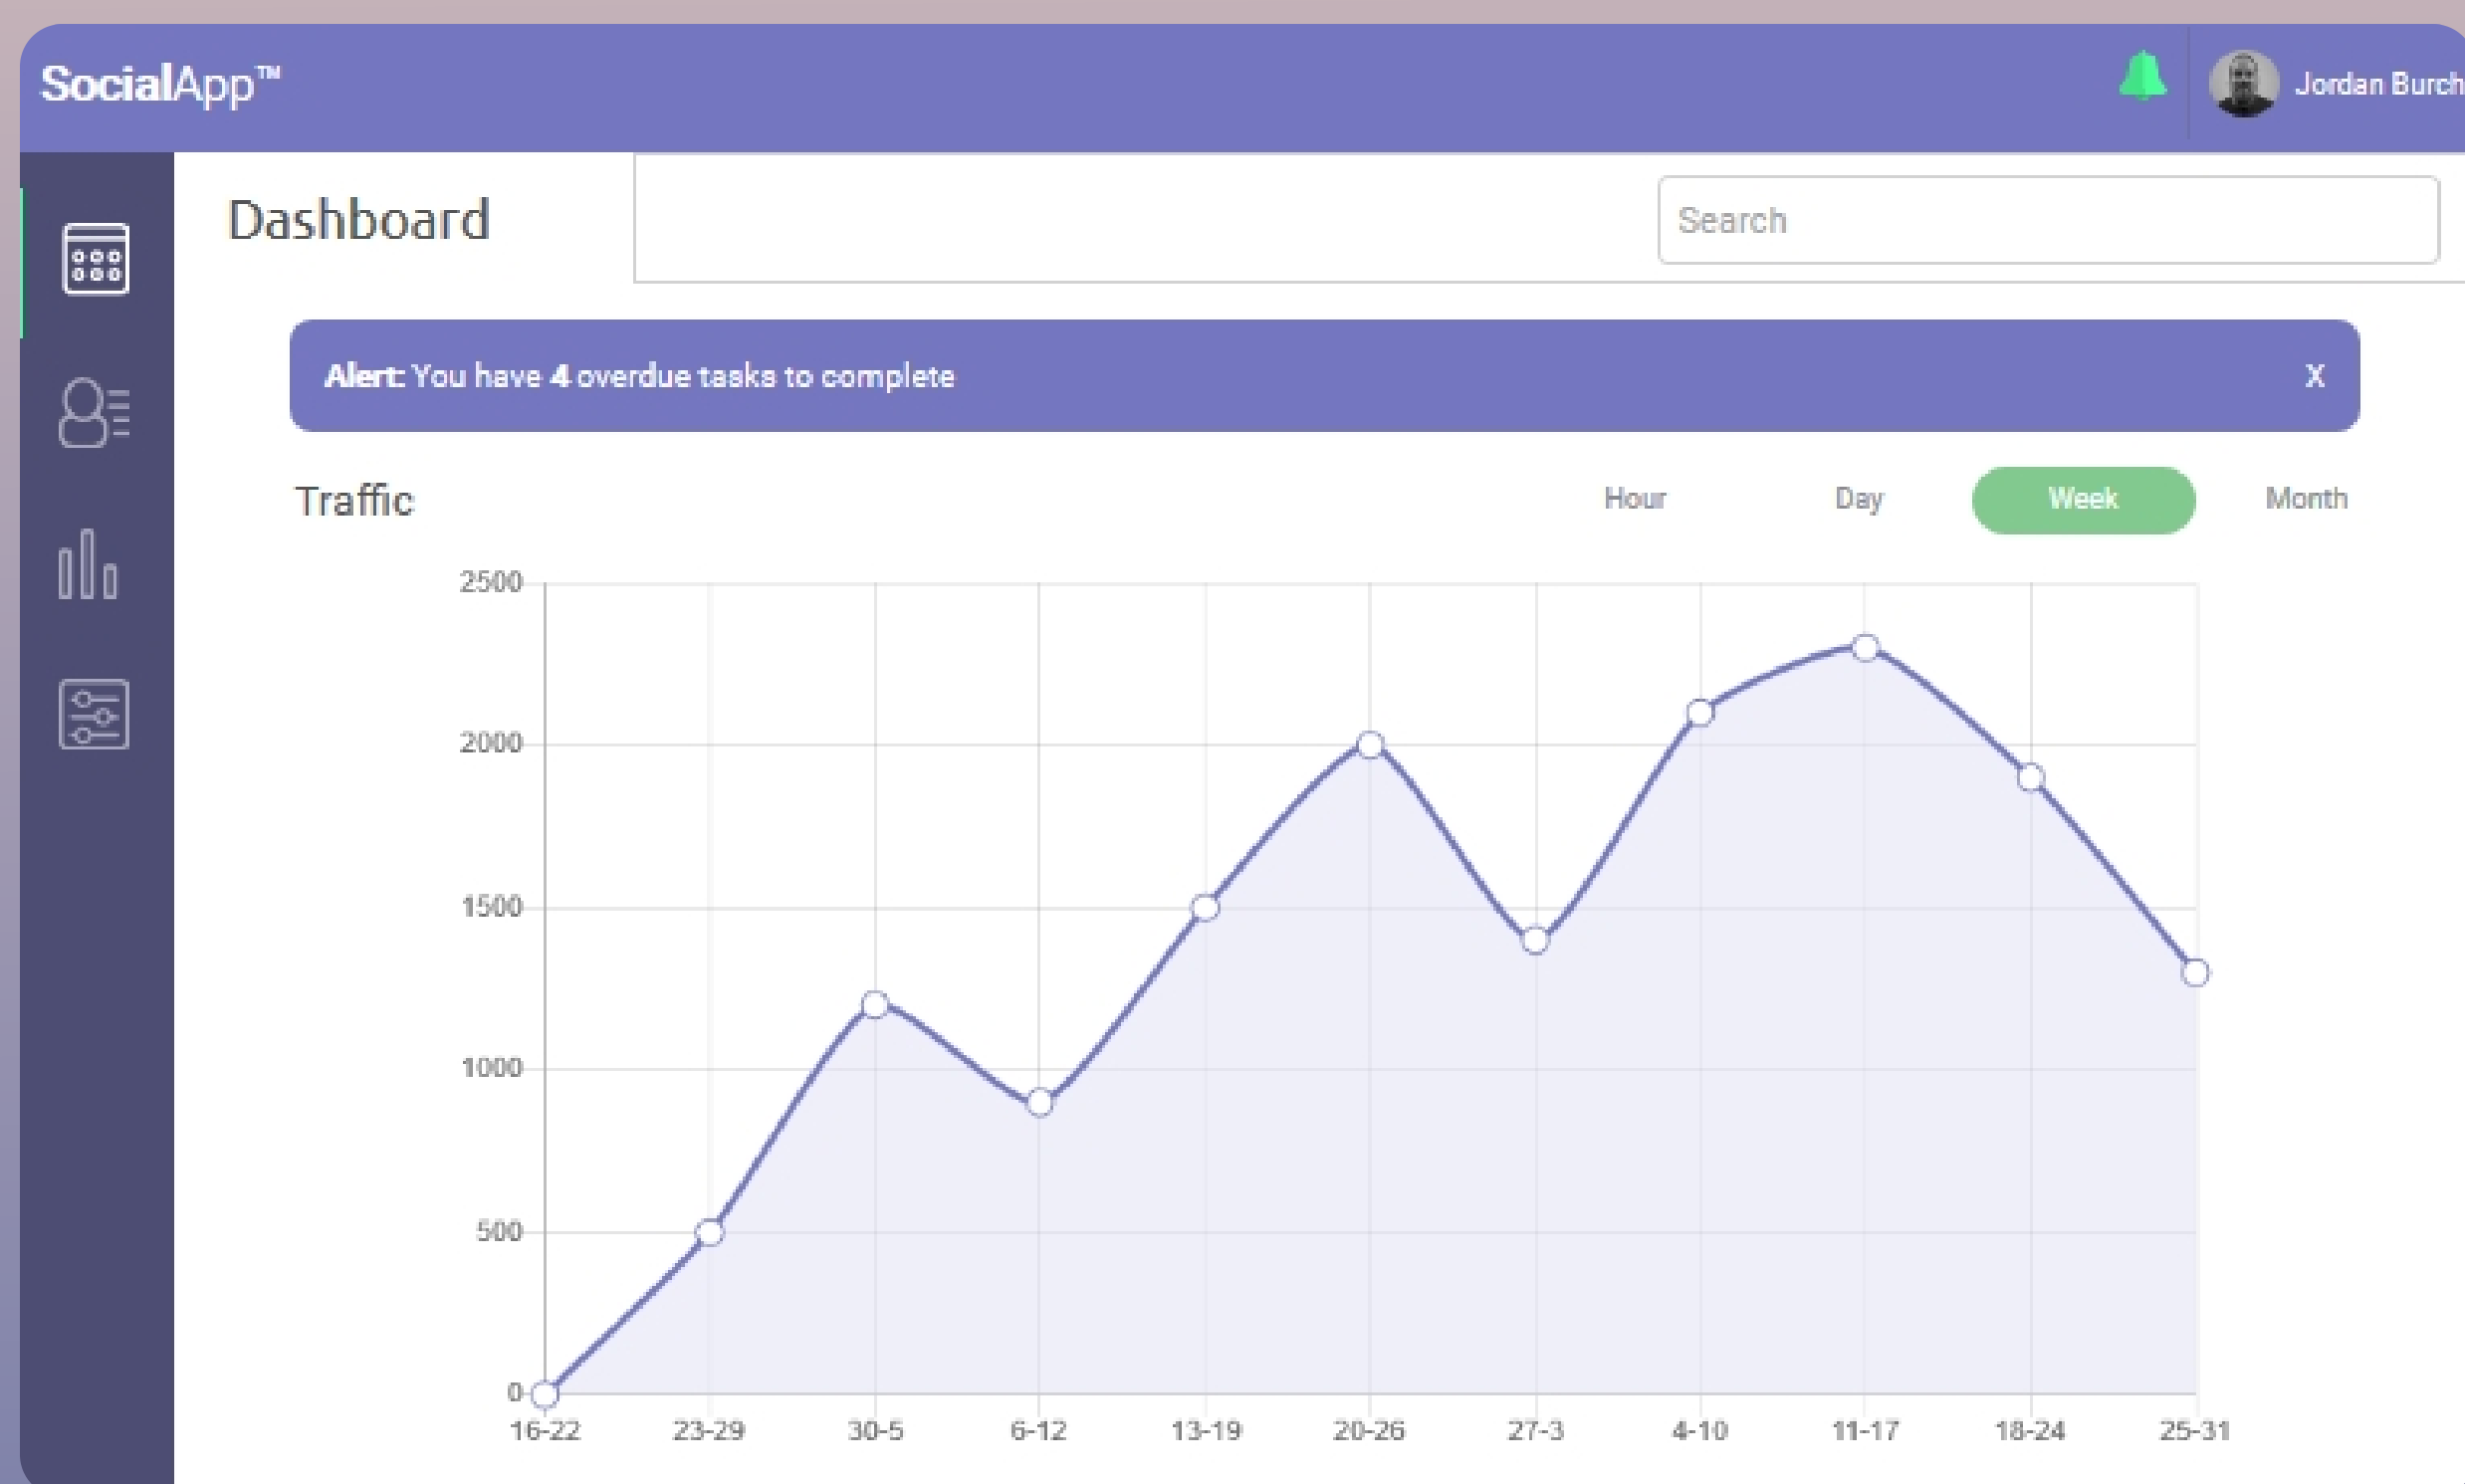 SocialApp™
Jordan Burch
Dashboard
Search
Alert: You have 4 overdue tasks to complete
X
Traffic
Hour
Day
Week
Month
2500
2000
1500
1000
500
0
16-22
23-29
30-5
6-12
13-19
20-26
27-3
4-10
11-17
18-24
25-31